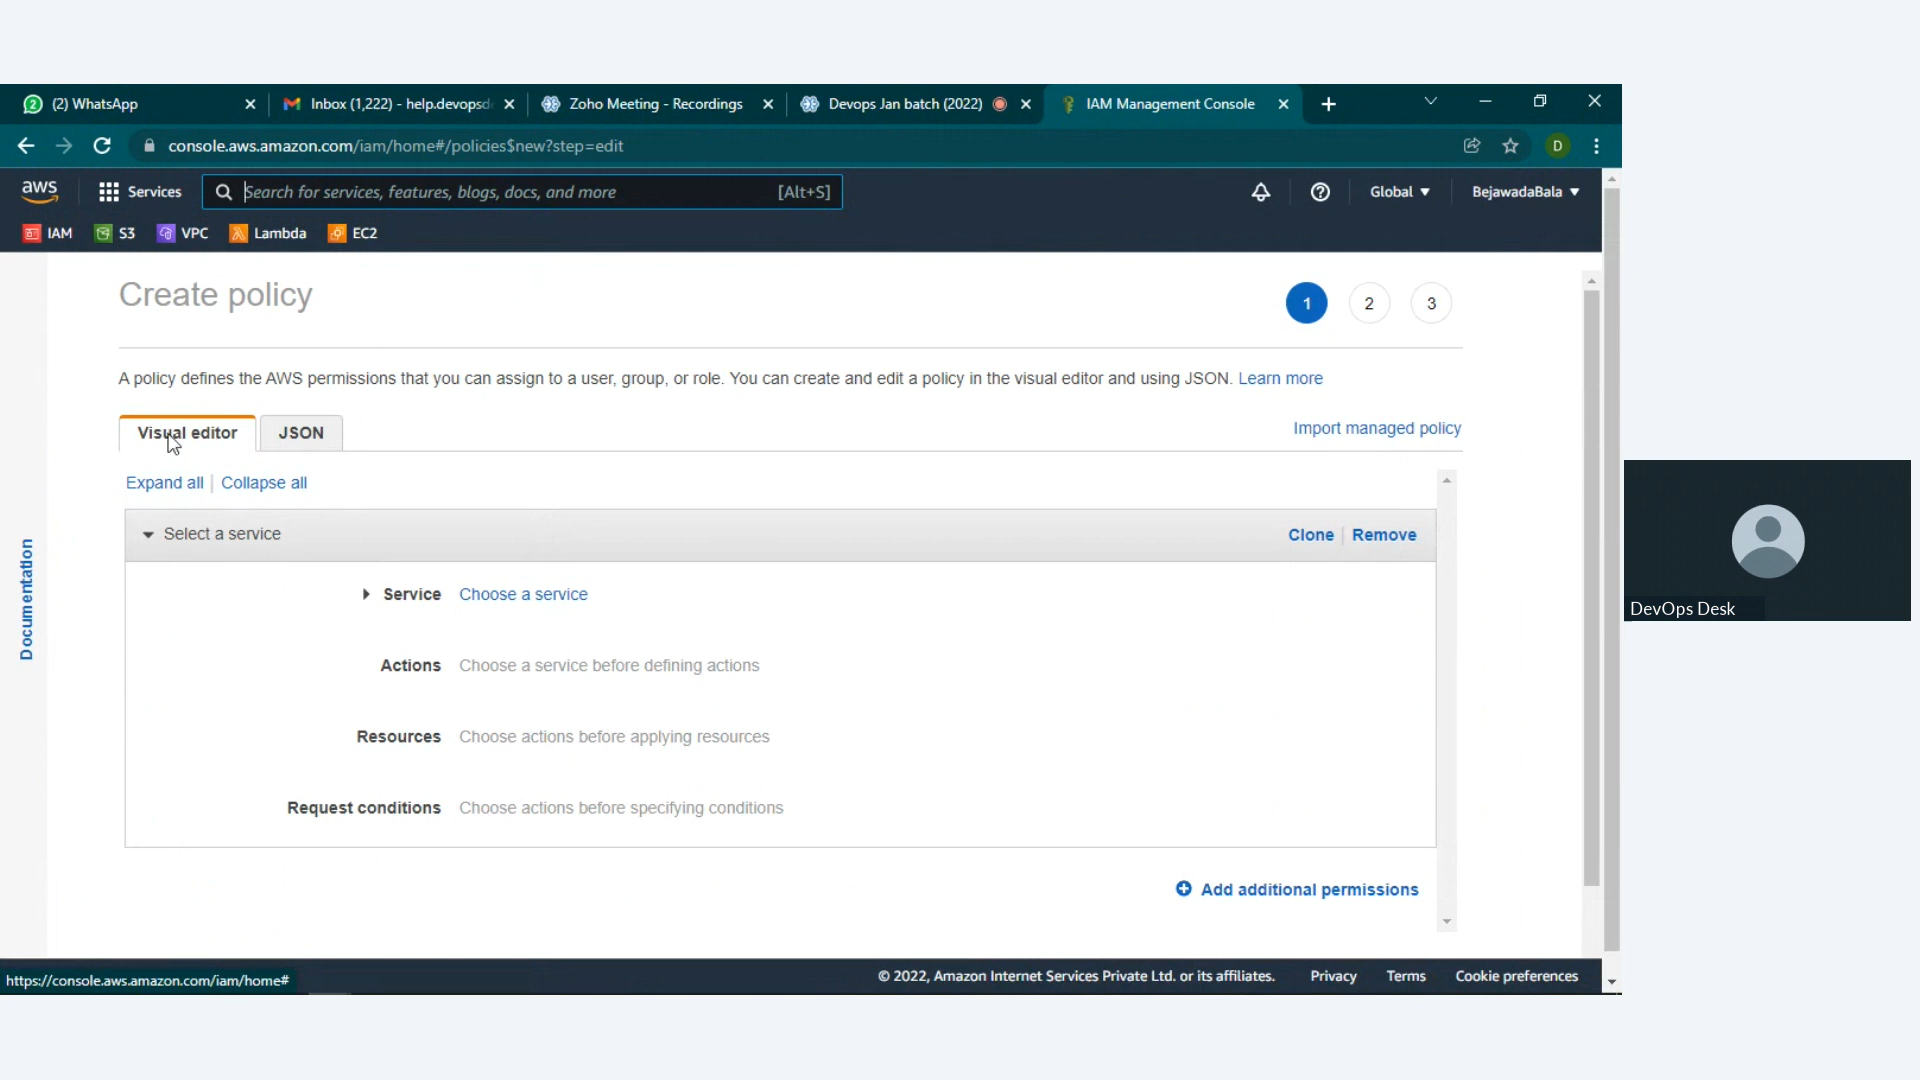 (2) WhatsApp
Inbox (1,222) - help.devopsd
Zoho Meeting - Recordings
Devops Jan batch (2022)
IAM Management Console
console.aws.amazon.com/iam/home#/policies$new?step=edit
D
aws
Services
Search for services, features, blogs, docs, and more
[Alt+S]
Global
BejawadaBala
IAM
S3
VPC
Lambda
EC2
Create policy
1
2
3
A policy defines the AWS permissions that you can assign to a user, group, or role. You can create and edit a policy in the visual editor and using JSON. Learn more
Visual editor
JSON
Import managed policy
Expand all
Collapse all
Select a service
Clone
Remove
Service Choose a service
Actions Choose a service before defining actions
Resources Choose actions before applying resources
Request conditions Choose actions before specifying conditions
Add additional permissions
Documentation
DevOps Desk
https://console.aws.amazon.com/iam/home#
© 2022, Amazon Internet Services Private Ltd. or its affiliates.
Privacy
Terms
Cookie preferences